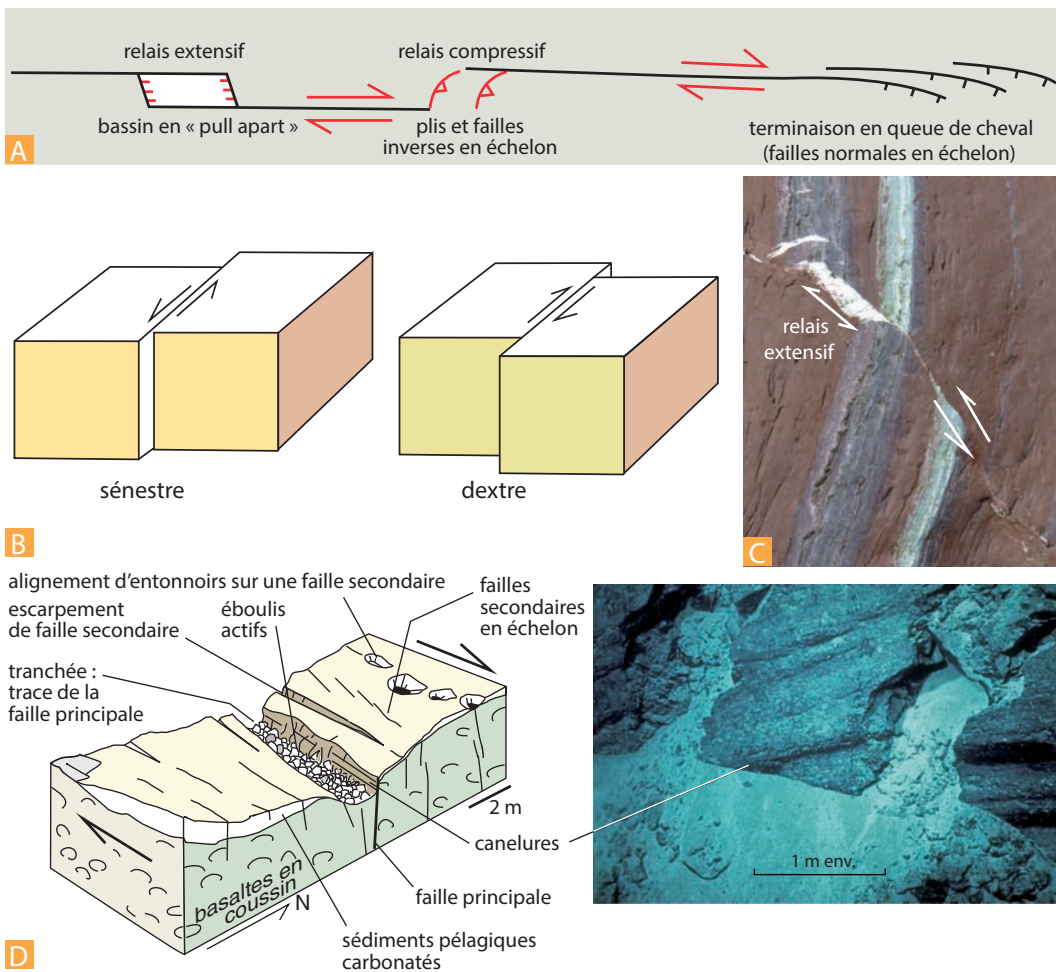 relais extensif
relais compressif
bassin en « pull apart »
plis et failles
inverses en échelon
terminaison en queue de cheval
(failles normales en échelon)
A
sénestre
dextre
B
relais
extensif
C
alignement d'entonnoirs sur une faille secondaire
escarpement
de faille secondaire
éboulis
actifs
failles
secondaires
en échelon
tranchée :
trace de la
faille principale
2 m
canelures
faille principale
basaltes en
coussin
N
sédiments pélagiques
carbonatés
D
1 m env.